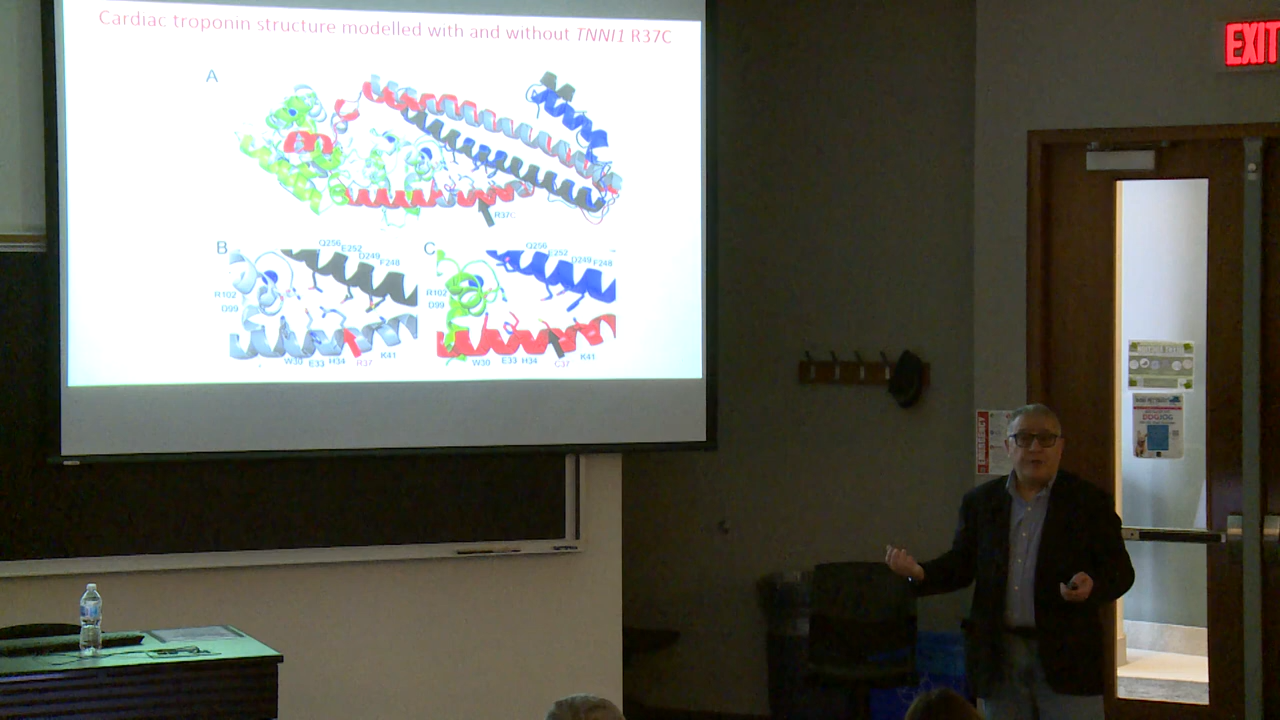 Cardiac troponin structure modelled with and without TNNI1 R37C
A
R37C
B
Q256
E252
D249
F248
R102
D99
W30
E33
H34
R37
K41
C
Q256
E252
D249
F248
R102
D99
W30
E33
H34
C37
K41
EXIT
EMERGENCY